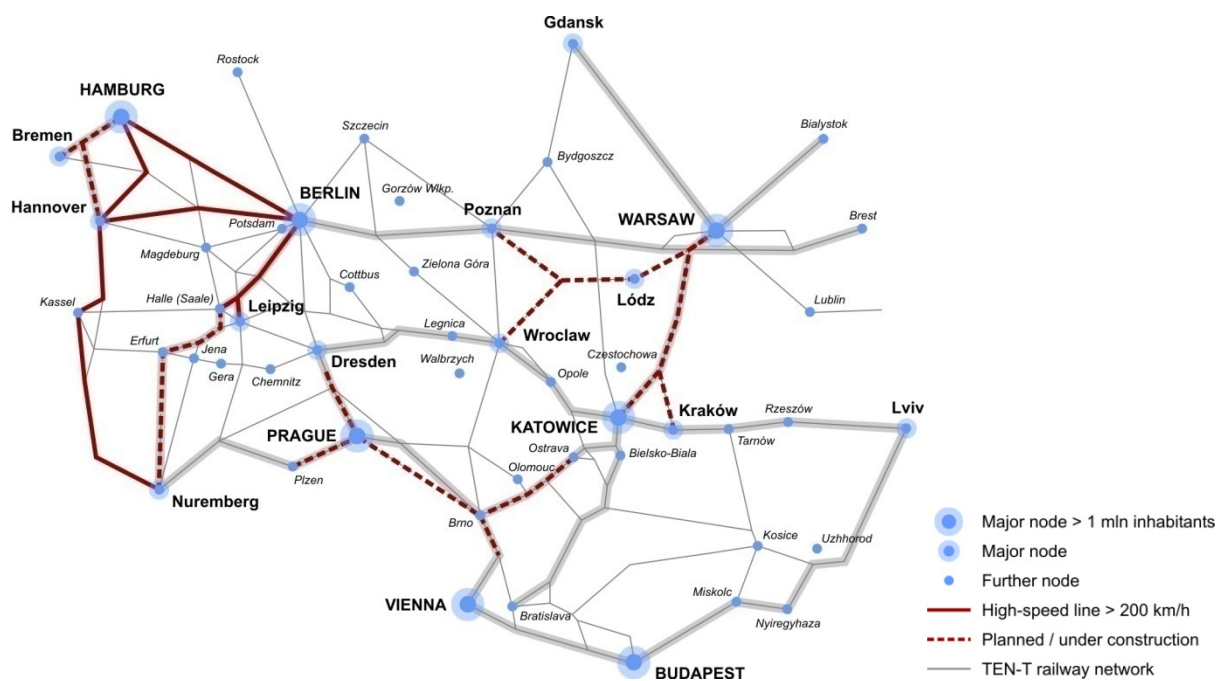 Gdansk
Rostock
HAMBURG
Bremen
Szczecin
Bialystok
Bydgoszcz
Gorzów Wlkp.
BERLIN
Hannover
Potsdam
Poznan
WARSAW
Brest
Magdeburg
Zielona Góra
Cottbus
Lódz
Kassel
Halle (Saale)
Leipzig
Lublin
Legnica
Wroclaw
Erfurt
Jena
Gera
Chemnitz
Dresden
Walbrzych
Czestochowa
Opole
KATOWICE
Kraków
Rzeszów
Lviv
PRAGUE
Tarnów
Ostrava
Bielsko-Biala
Plzen
Olomouc
Nuremberg
Brno
Kosice
Uzhhorod
VIENNA
Bratislava
Miskolc
Nyiregyhaza
BUDAPEST
Major node > 1 mln inhabitants
Major node
Further node
High-speed line > 200 km/h
Planned / under construction
TEN-T railway network